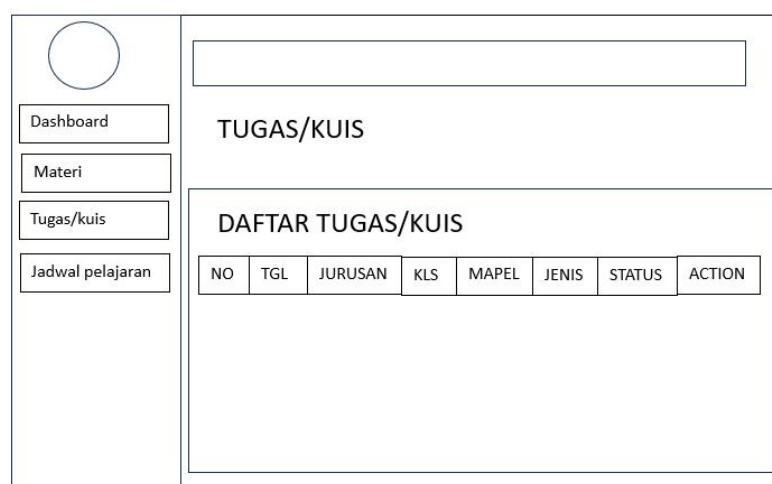 Dashboard
Materi
Tugas/kuis
Jadwal pelajaran
TUGAS/KUIS
DAFTAR TUGAS/KUIS
NO TGL JURUSAN KLS MAPEL JENIS STATUS ACTION